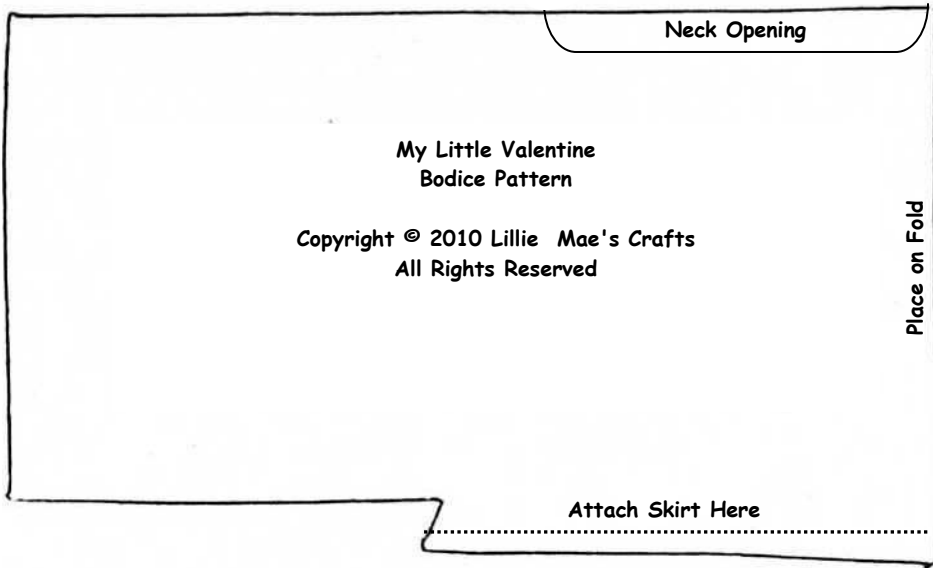 Neck Opening
My Little Valentine
Bodice Pattern
Copyright © 2010 Lillie Mae's Crafts
All Rights Reserved
Place on Fold
Attach Skirt Here